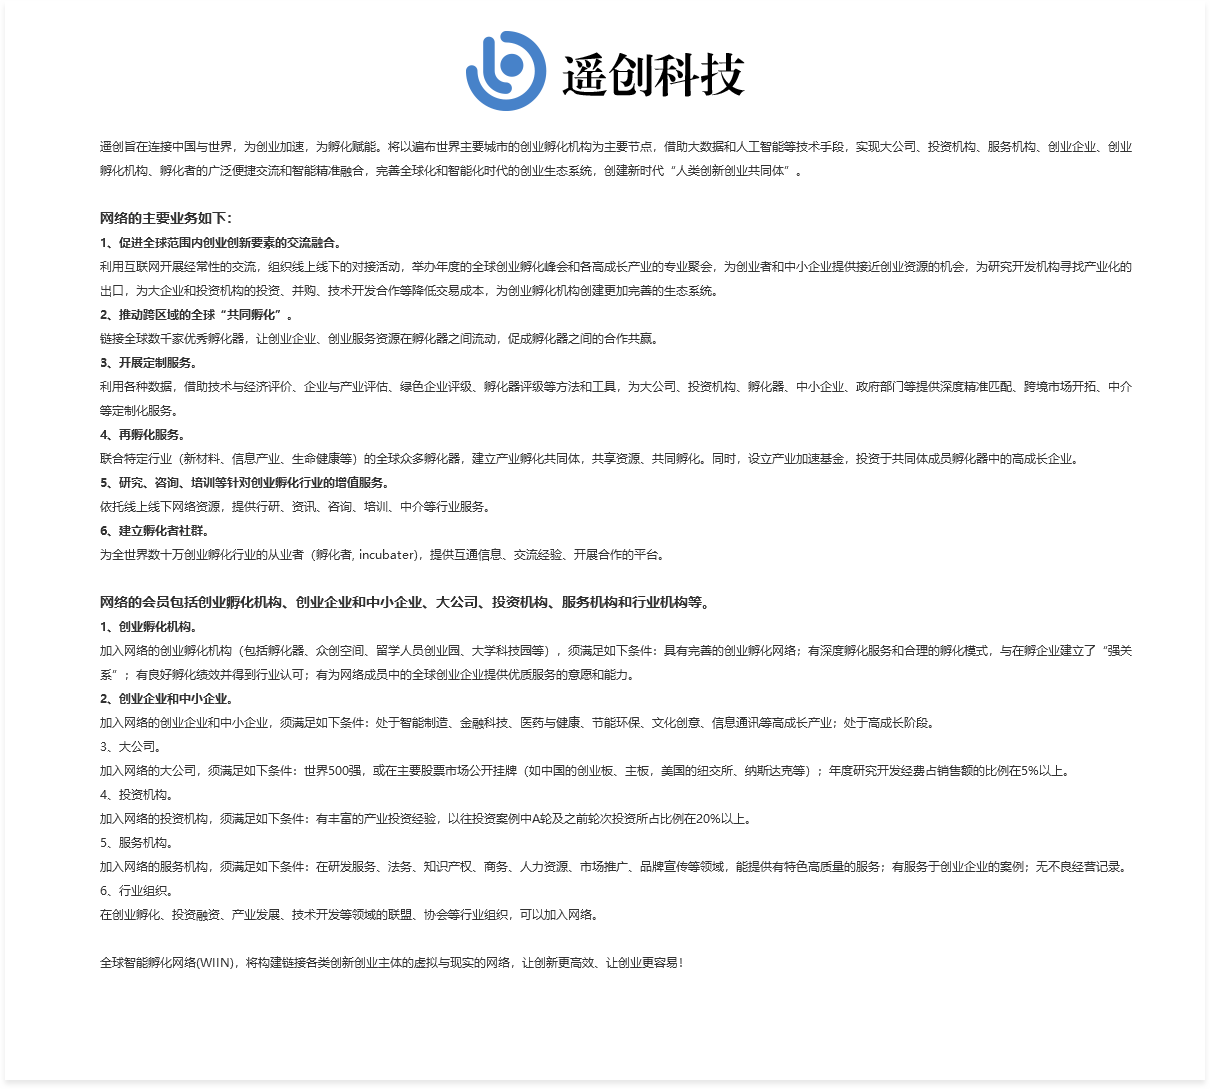 遥创科技
遥创旨在连接中国与世界，为创业加速，为孵化赋能。将以遍布世界主要城市的创业孵化机构为主要节点，借助大数据和人工智能等技术手段，实现大公司、投资机构、服务机构、创业企业、创业
孵化机构、孵化者的广泛便捷交流和智能精准融合，完善全球化和智能化时代的创业生态系统，创建新时代“人类创新创业共同体”。
网络的主要业务如下：
1、促进全球范围内创业创新要素的交流融合。
利用互联网开展经常性的交流，组织线上线下的对接活动，举办年度的全球创业孵化峰会和各高成长产业的专业聚会，为创业者和中小企业提供接近创业资源的机会，为研究开发机构寻找产业化的
出口，为大企业和投资机构的投资、并购、技术开发合作等降低交易成本，为创业孵化机构创建更加完善的生态系统。
2、推动跨区域的全球“共同孵化”。
链接全球数千家优秀孵化器，让创业企业、创业服务资源在孵化器之间流动，促成孵化器之间的合作共赢。
3、开展定制服务。
利用各种数据，借助技术与经济评价、企业与产业评估、绿色企业评级、孵化器评级等方法和工具，为大公司、投资机构、孵化器、中小企业、政府部门等提供深度精准匹配、跨境市场开拓、中介
等定制化服务。
4、再孵化服务。
联合特定行业（新材料、信息产业、生命健康等）的全球众多孵化器，建立产业孵化共同体，共享资源、共同孵化。同时，设立产业加速基金，投资于共同体成员孵化器中的高成长企业。
5、研究、咨询、培训等针对创业孵化行业的增值服务。
依托线上线下网络资源，提供行研、资讯、咨询、培训、中介等行业服务。
6、建立孵化者社群。
为全世界数十万创业孵化行业的从业者（孵化者, incubater)，提供互通信息、交流经验、开展合作的平台。
网络的会员包括创业孵化机构、创业企业和中小企业、大公司、投资机构、服务机构和行业机构等。
1、创业孵化机构。
加入网络的创业孵化机构（包括孵化器、众创空间、留学人员创业园、大学科技园等），须满足如下条件：具有完善的创业孵化网络；有深度孵化服务和合理的孵化模式，与在孵企业建立了“强关
系”；有良好孵化绩效并得到行业认可；有为网络成员中的全球创业企业提供优质服务的意愿和能力。
2、创业企业和中小企业。
加入网络的创业企业和中小企业，须满足如下条件：处于智能制造、金融科技、医药与健康、节能环保、文化创意、信息通讯等高成长产业；处于高成长阶段。
3、大公司。
加入网络的大公司，须满足如下条件：世界500强，或在主要股票市场公开挂牌（如中国的创业板、主板，美国的纽交所、纳斯达克等）；年度研究开发经费占销售额的比例在5%以上。
4、投资机构。
加入网络的投资机构，须满足如下条件：有丰富的产业投资经验，以往投资案例中A轮及之前轮次投资所占比例在20%以上。
5、服务机构。
加入网络的服务机构，须满足如下条件：在研发服务、法务、知识产权、商务、人力资源、市场推广、品牌宣传等领域，能提供有特色高质量的服务；有服务于创业企业的案例；无不良经营记录。
6、行业组织。
在创业孵化、投资融资、产业发展、技术开发等领域的联盟、协会等行业组织，可以加入网络。
全球智能孵化网络(WIIN)，将构建链接各类创新创业主体的虚拟与现实的网络，让创新更高效、让创业更容易！